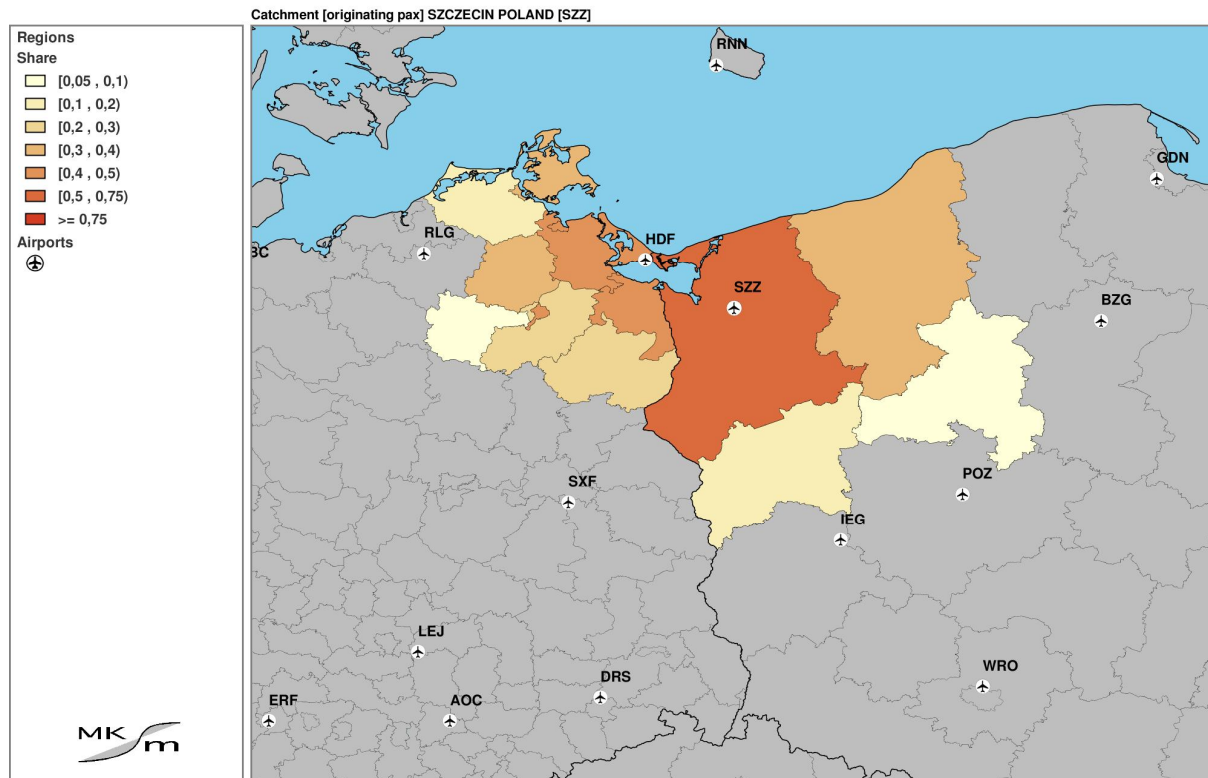 Catchment [originating pax] SZCZECIN POLAND [SZZ]
Regions
Share
[0,05 , 0,1)
[0,1 , 0,2)
[0,2 , 0,3)
[0,3 , 0,4)
[0,4 , 0,5)
[0,5 , 0,75)
>= 0,75
Airports
RNN
GDN
RLG
HDF
BC
SZZ
BZG
SXF
POZ
IEG
LEJ
WRO
DRS
ERF
AOC
MK
m